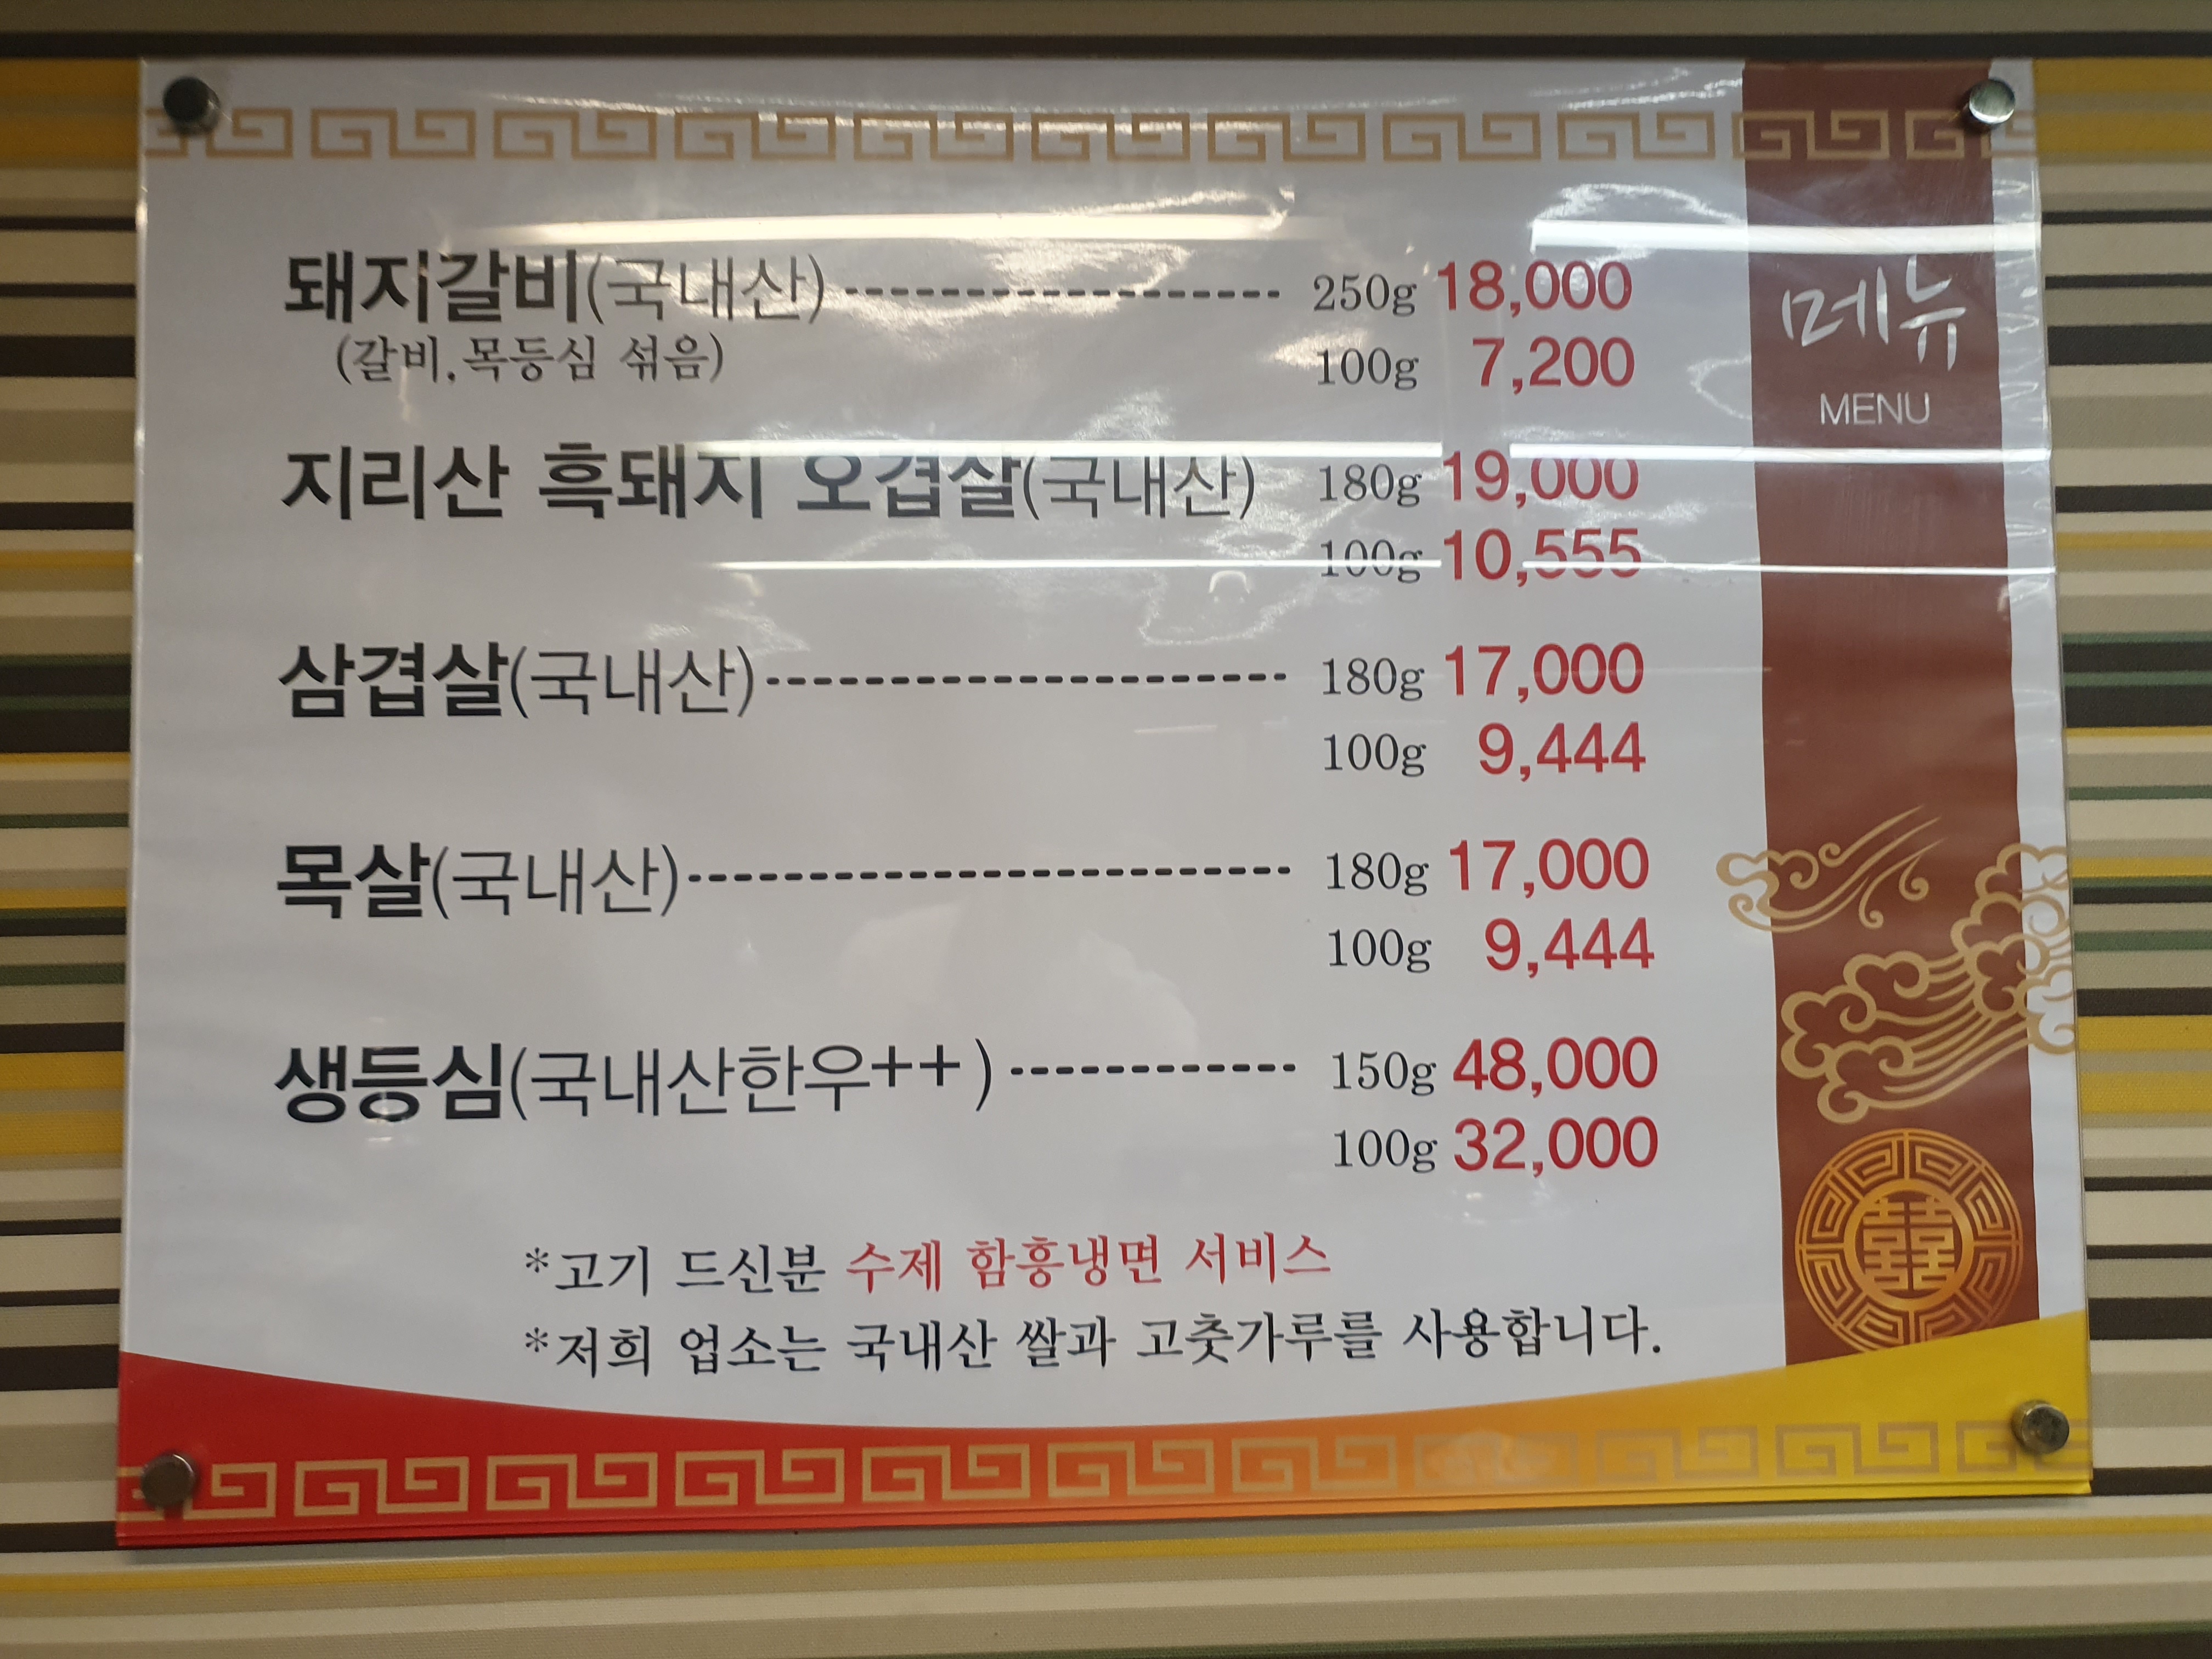 돼지갈비(국내산)------------------ 250g 18,000
(갈비.목등심 섞음) 100g 7,200
지리산 흑돼지 오겹살(국내산) 180g 19,000
100g 10,555
삼겹살(국내산)---------------------- 180g 17,000
100g 9,444
목살(국내산)------------------------- 180g 17,000
100g 9,444
생등심(국내산한우++)------------ 150g 48,000
100g 32,000
*고기 드신분 수제 함흥냉면 서비스
*저희 업소는 국내산 쌀과 고춧가루를 사용합니다.
메뉴
MENU
囍